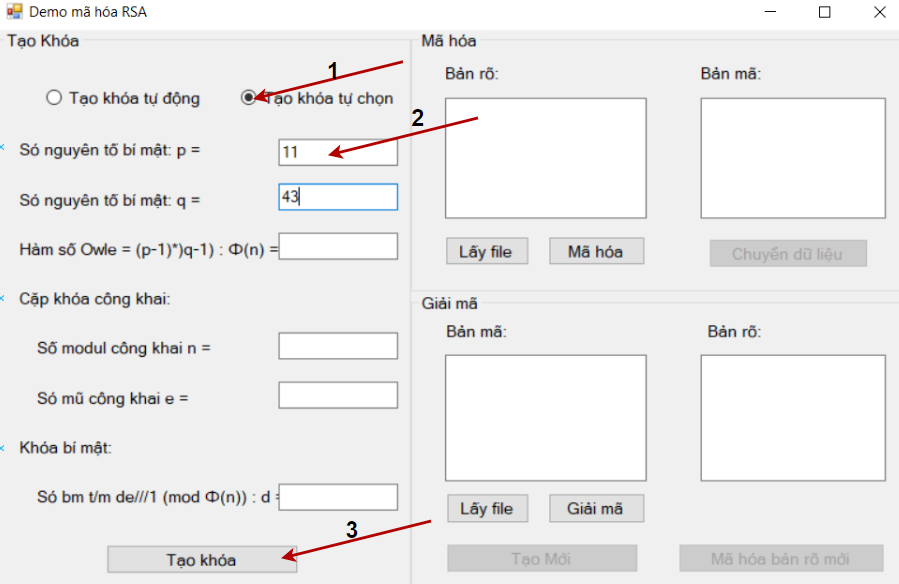 Demo mã hóa RSA
Tạo Khóa
1
Tạo khóa tự động
Tạo khóa tự chọn
2
Só nguyên tố bí mật: p =
11
Só nguyên tố bí mật: q =
43
Hàm số Owle = (p-1)*)q-1) : Φ(n) =
Cặp khóa công khai:
Số modul công khai n =
Só mũ công khai e =
Khóa bí mật:
Só bm t/m de///1 (mod Φ(n)) : d =
3
Tạo khóa
Mã hóa
Bản rõ:
Bản mã:
Lấy file
Mã hóa
Chuyển dữ liệu
Giải mã
Bản mã:
Bản rõ:
Lấy file
Giải mã
Tạo Mới
Mã hóa bản rõ mới